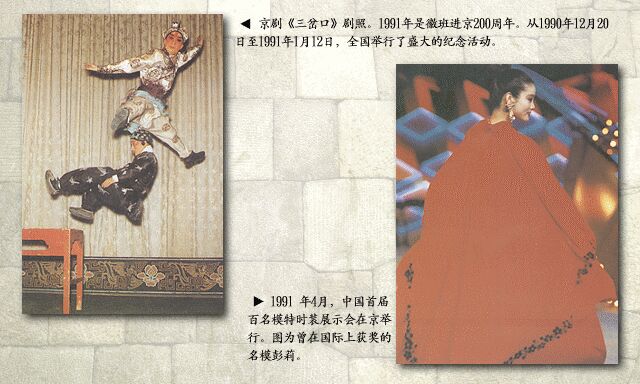 ◀ 京剧《三岔口》剧照。1991年是徽班进京200周年。从1990年12月20
日至1991年1月12日，全国举行了盛大的纪念活动。
▶ 1991 年4月，中国首届
百名模特时装展示会在京举
行。图为曾在国际上获奖的
名模彭莉。